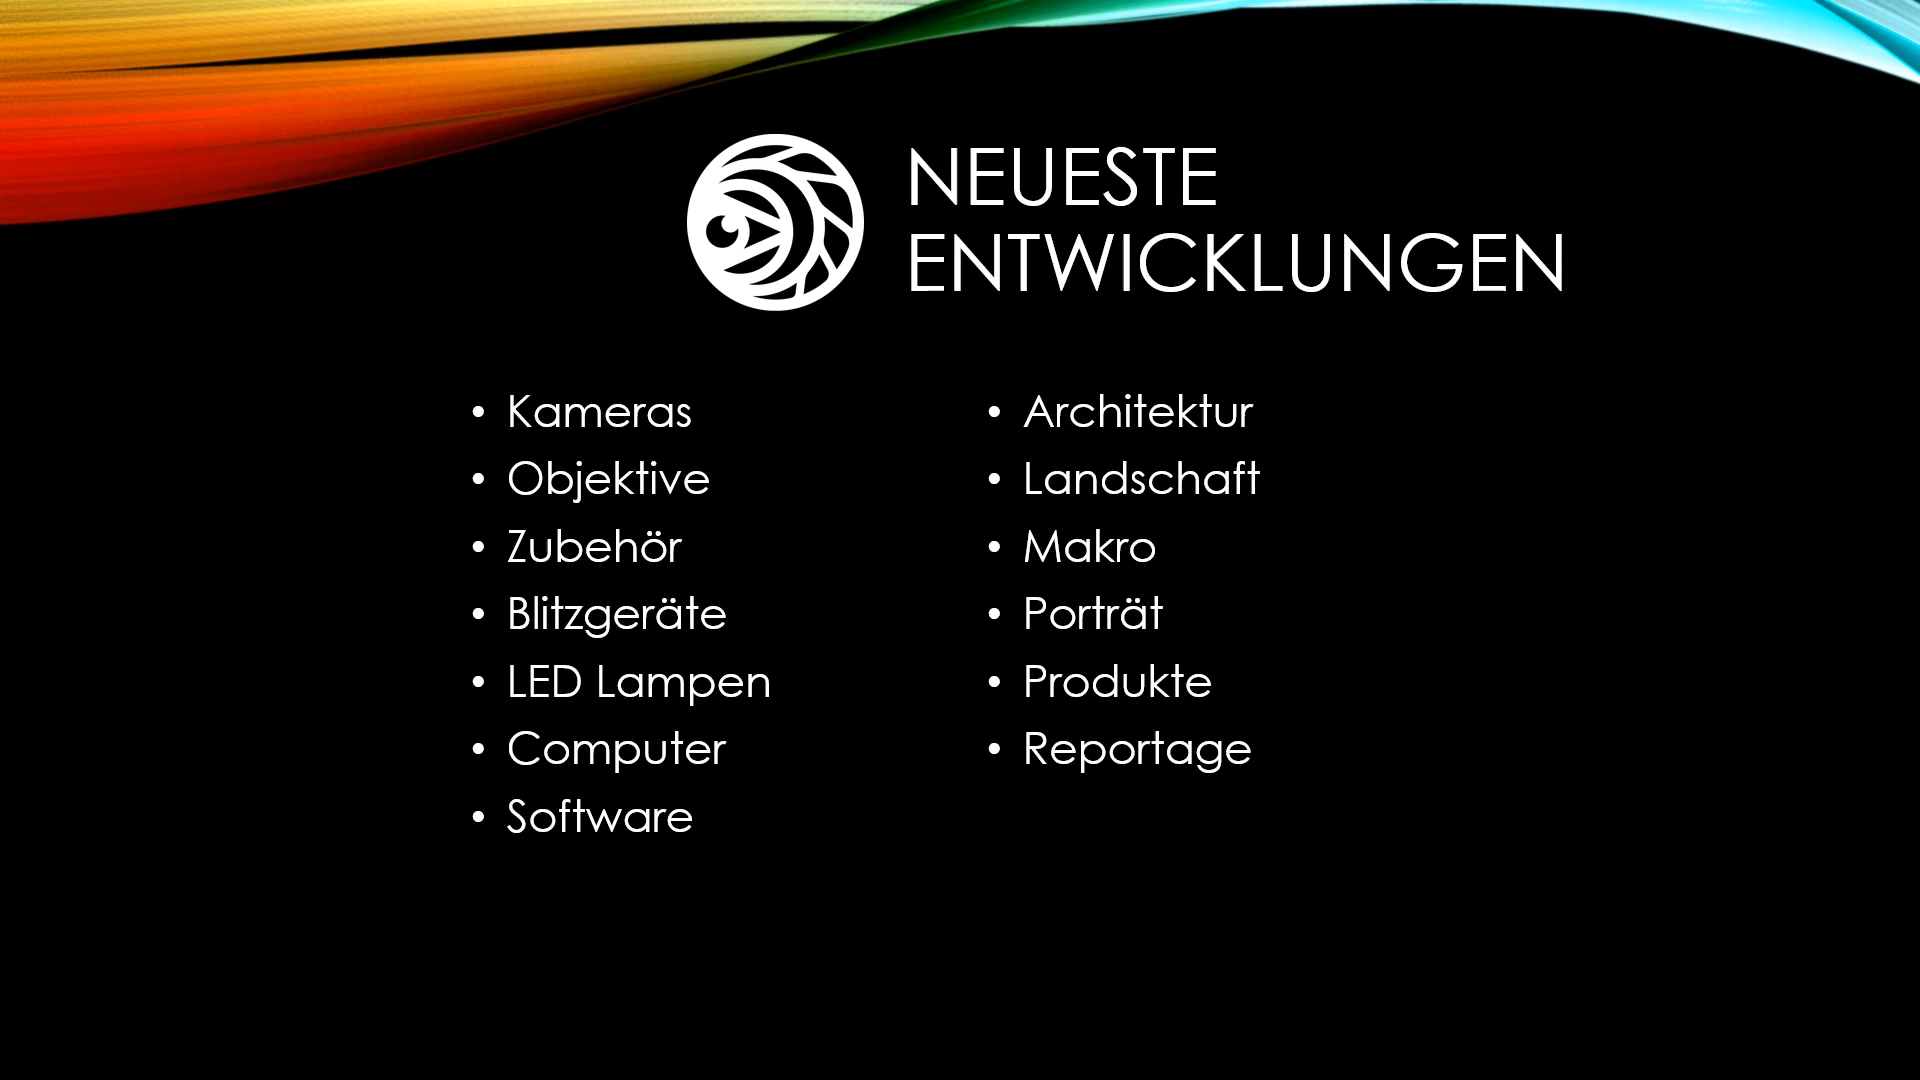 NEUESTE
ENTWICKLUNGEN
• Kameras
• Objektive
• Zubehör
• Blitzgeräte
• LED Lampen
• Computer
• Software
• Architektur
• Landschaft
• Makro
• Porträt
• Produkte
• Reportage